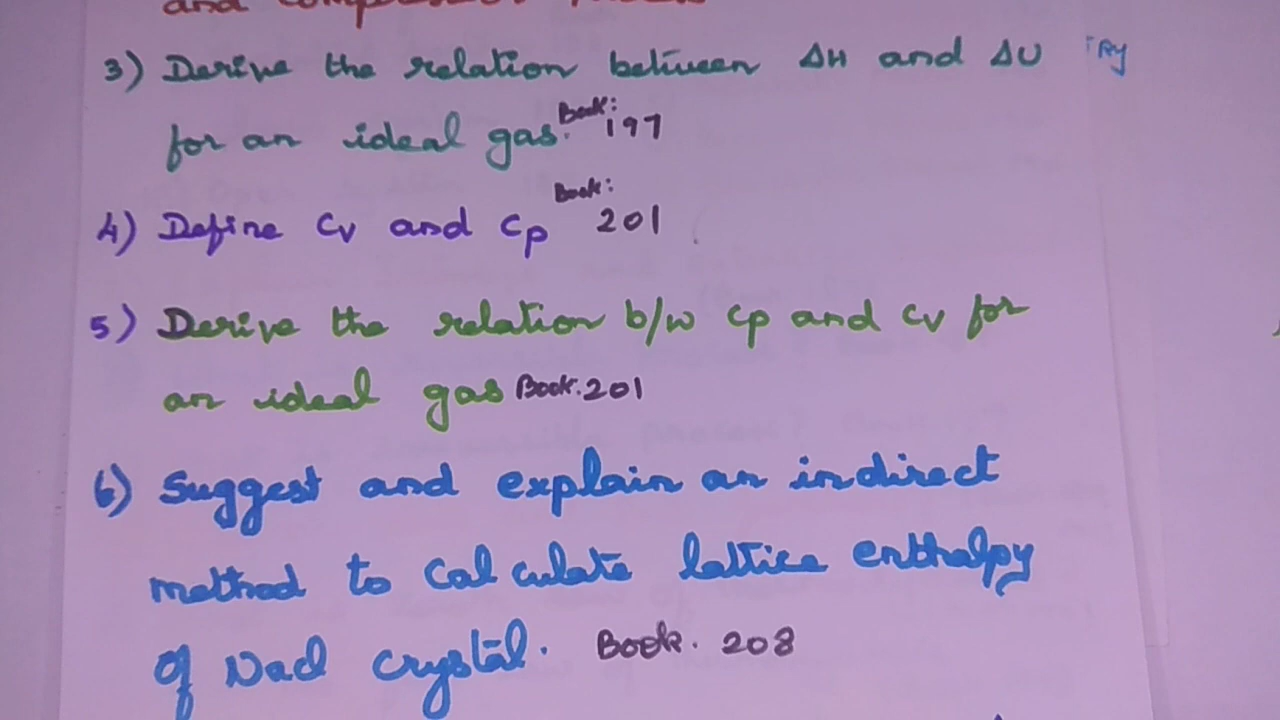 and compression
3) Derive the relation between ΔH and ΔU
for an ideal gas. Book: 197
4) Define Cv and Cp Book: 201
5) Derive the relation b/w Cp and Cv for
an ideal gas Book. 201
6) Suggest and explain an indirect
method to calculate lattice enthalpy
of NaCl crystal. Book. 208